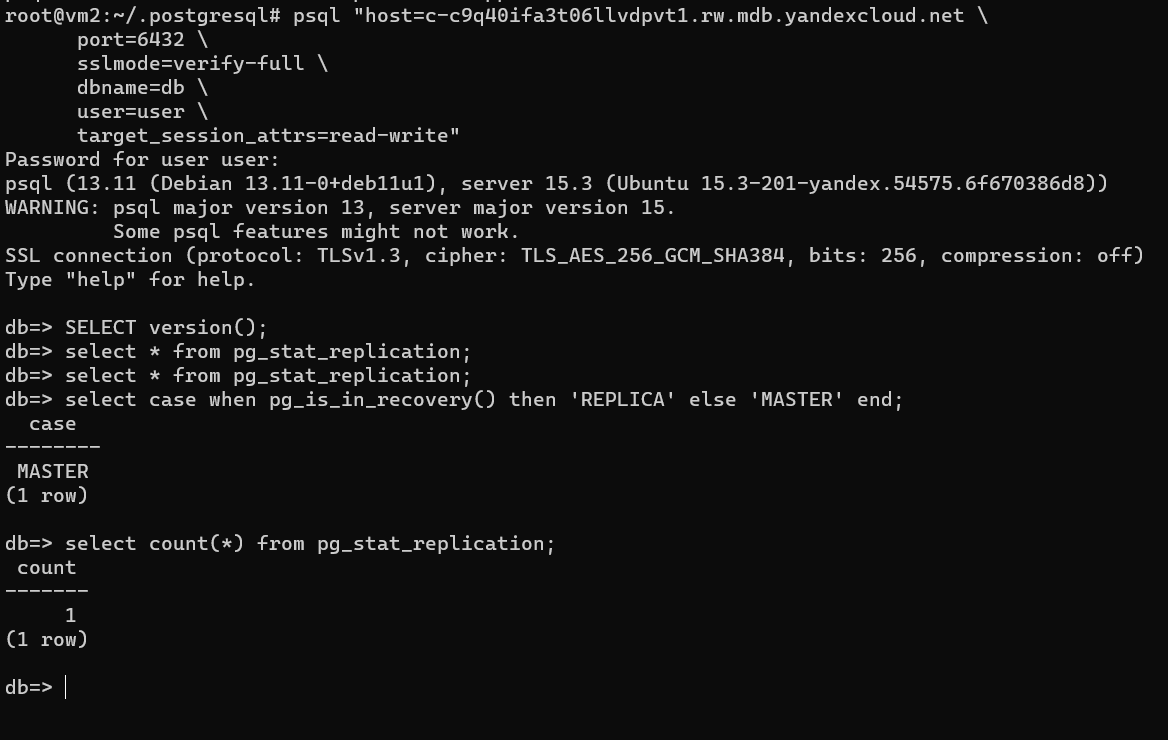 root@vm2:~/.postgresql# psql "host=c-c9q40ifa3t06llvdpvt1.rw.mdb.yandexcloud.net \
      port=6432 \
      sslmode=verify-full \
      dbname=db \
      user=user \
      target_session_attrs=read-write"
Password for user user:
psql (13.11 (Debian 13.11-0+deb11u1), server 15.3 (Ubuntu 15.3-201-yandex.54575.6f670386d8))
WARNING: psql major version 13, server major version 15.
         Some psql features might not work.
SSL connection (protocol: TLSv1.3, cipher: TLS_AES_256_GCM_SHA384, bits: 256, compression: off)
Type "help" for help.

db=> SELECT version();
db=> select * from pg_stat_replication;
db=> select * from pg_stat_replication;
db=> select case when pg_is_in_recovery() then 'REPLICA' else 'MASTER' end;
  case
--------
 MASTER
(1 row)

db=> select count(*) from pg_stat_replication;
 count
-------
     1
(1 row)

db=>